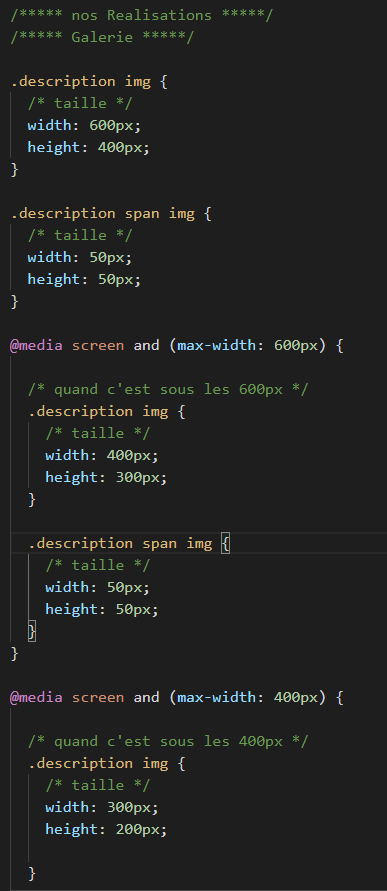 /***** nos Realisations *****/
/***** Galerie *****/
.description img {
/* taille */
width: 600px;
height: 400px;
}
.description span img {
/* taille */
width: 50px;
height: 50px;
}
@media screen and (max-width: 600px) {
/* quand c'est sous les 600px */
.description img {
/* taille */
width: 400px;
height: 300px;
}
.description span img {
/* taille */
width: 50px;
height: 50px;
}
}
@media screen and (max-width: 400px) {
/* quand c'est sous les 400px */
.description img {
/* taille */
width: 300px;
height: 200px;
}